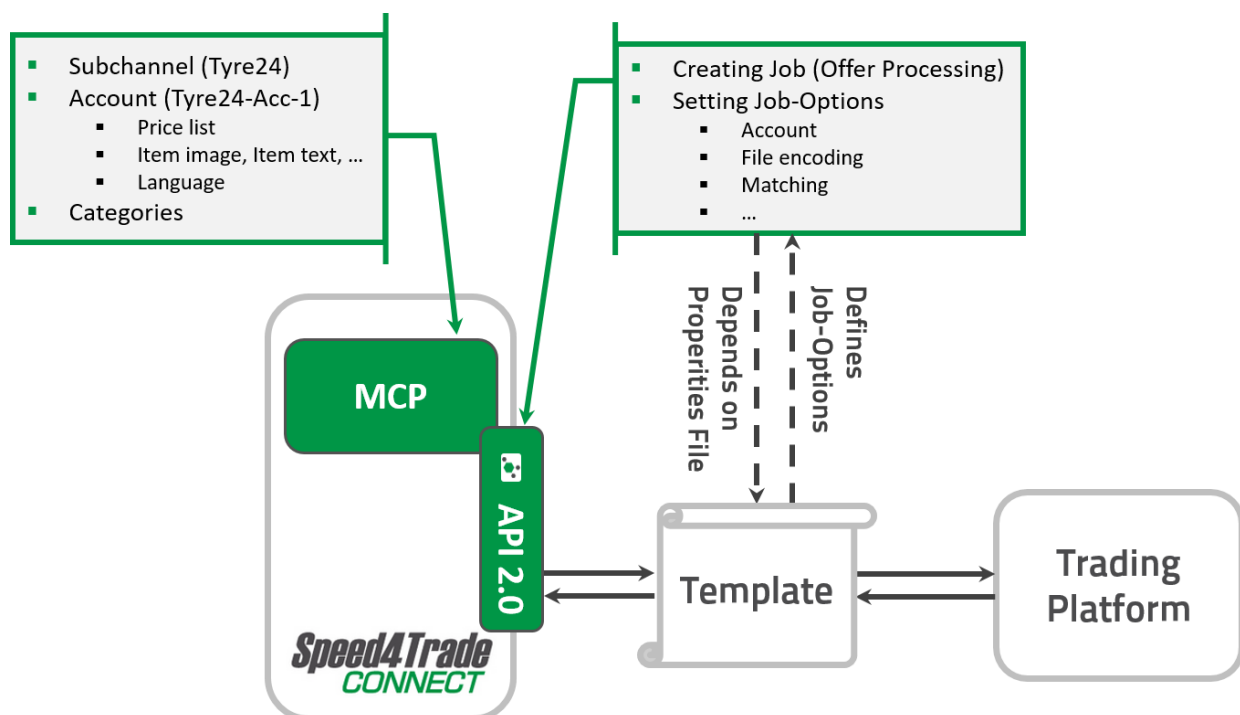 Subchannel (Tyre24)
Account (Tyre24-Acc-1)
Price list
Item image, Item text, …
Language
Categories
Creating Job (Offer Processing)
Setting Job-Options
Account
File encoding
Matching
…
Depends on
Properities File
Defines
Job-Options
MCP
API 2.0
Speed4Trade
CONNECT
Template
Trading
Platform